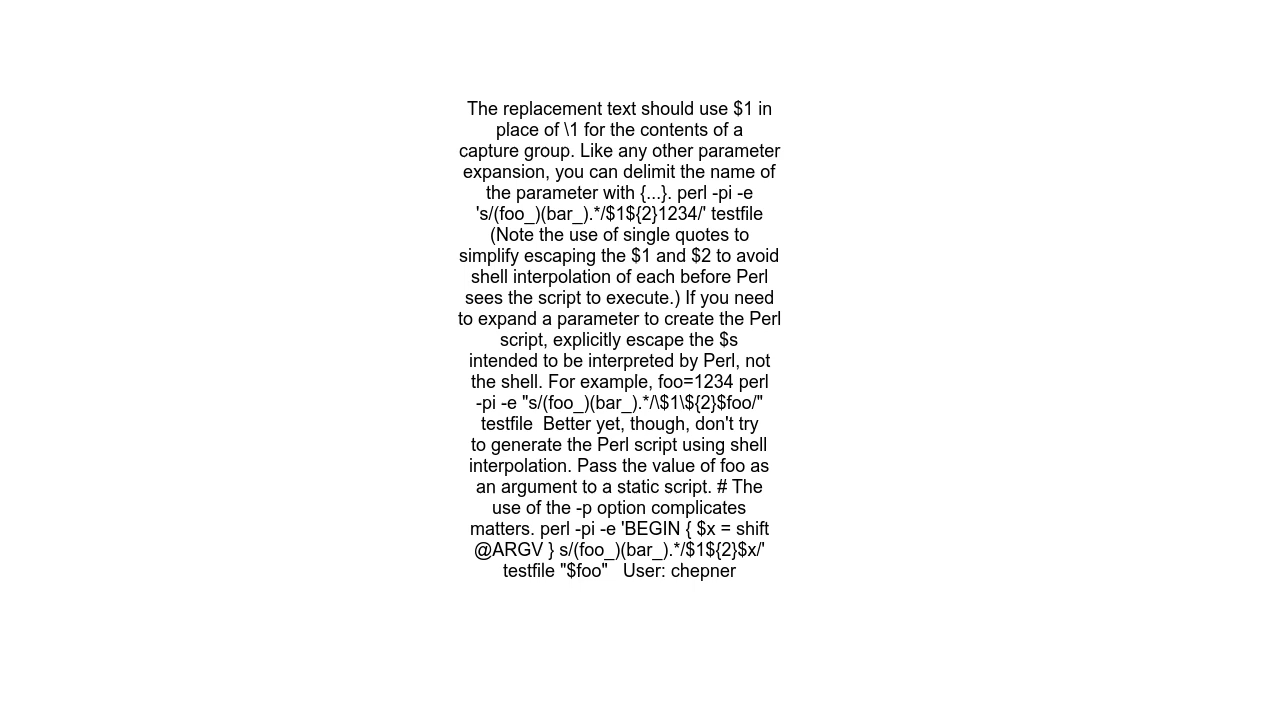 The replacement text should use $1 in
place of \1 for the contents of a
capture group. Like any other parameter
expansion, you can delimit the name of
the parameter with {...}. perl -pi -e
's/(foo_)(bar_).*/$1${2}1234/' testfile
(Note the use of single quotes to
simplify escaping the $1 and $2 to avoid
shell interpolation of each before Perl
sees the script to execute.) If you need
to expand a parameter to create the Perl
script, explicitly escape the $s
intended to be interpreted by Perl, not
the shell. For example, foo=1234 perl
-pi -e "s/(foo_)(bar_).*/\$1\${2}$foo/"
testfile  Better yet, though, don't try
to generate the Perl script using shell
interpolation. Pass the value of foo as
an argument to a static script. # The
use of the -p option complicates
matters. perl -pi -e 'BEGIN { $x = shift
@ARGV } s/(foo_)(bar_).*/$1${2}$x/'
testfile "$foo"   User: chepner